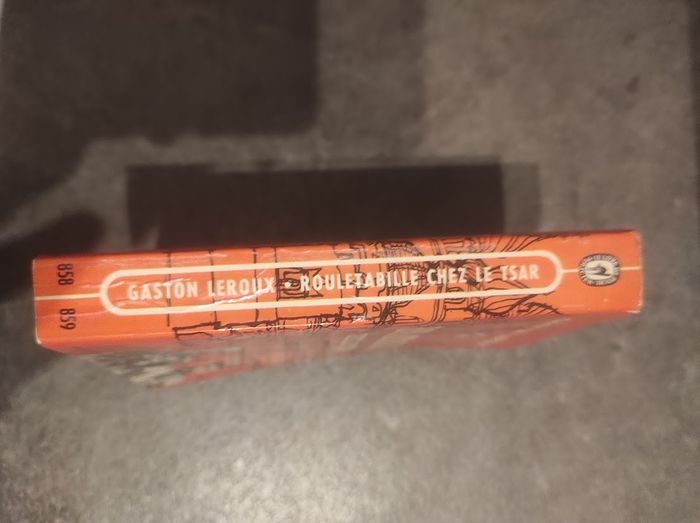 GASTON LEROUX • ROULETABILLE CHEZ LE TSAR
858
859